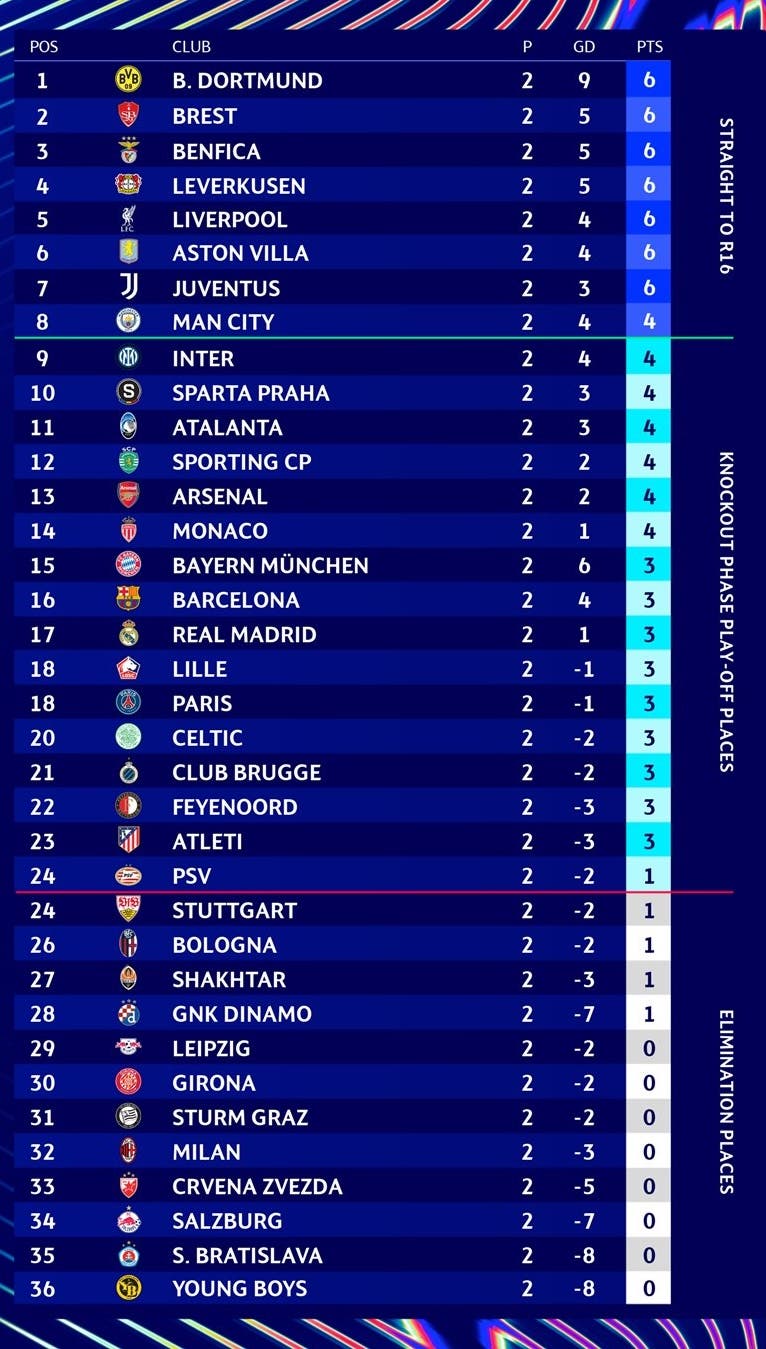 POS CLUB P GD PTS
1 B. DORTMUND 2 9 6
2 BREST 2 5 6
3 BENFICA 2 5 6
4 LEVERKUSEN 2 5 6
5 LIVERPOOL 2 4 6
6 ASTON VILLA 2 4 6
7 JUVENTUS 2 3 6
8 MAN CITY 2 4 4
STRAIGHT TO R16
9 INTER 2 4 4
10 SPARTA PRAHA 2 3 4
11 ATALANTA 2 3 4
12 SPORTING CP 2 2 4
13 ARSENAL 2 2 4
14 MONACO 2 1 4
15 BAYERN MÜNCHEN 2 6 3
16 BARCELONA 2 4 3
17 REAL MADRID 2 1 3
18 LILLE 2 -1 3
18 PARIS 2 -1 3
20 CELTIC 2 -2 3
21 CLUB BRUGGE 2 -2 3
22 FEYENOORD 2 -3 3
23 ATLETI 2 -3 3
24 PSV 2 -2 1
KNOCKOUT PHASE PLAY-OFF PLACES
24 STUTTGART 2 -2 1
26 BOLOGNA 2 -2 1
27 SHAKHTAR 2 -3 1
28 GNK DINAMO 2 -7 1
29 LEIPZIG 2 -2 0
30 GIRONA 2 -2 0
31 STURM GRAZ 2 -2 0
32 MILAN 2 -3 0
33 CRVENA ZVEZDA 2 -5 0
34 SALZBURG 2 -7 0
35 S. BRATISLAVA 2 -8 0
36 YOUNG BOYS 2 -8 0
ELIMINATION PLACES